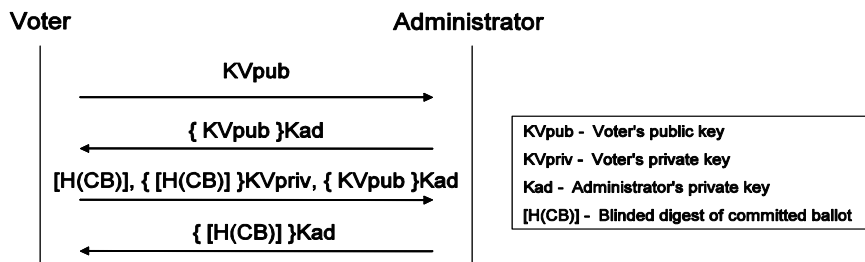 Voter
Administrator
KVpub
{ KVpub }Kad
[H(CB)], { [H(CB)] }KVpriv, { KVpub }Kad
{ [H(CB)] }Kad
KVpub - Voter's public key
KVpriv - Voter's private key
Kad - Administrator's private key
[H(CB)] - Blinded digest of committed ballot